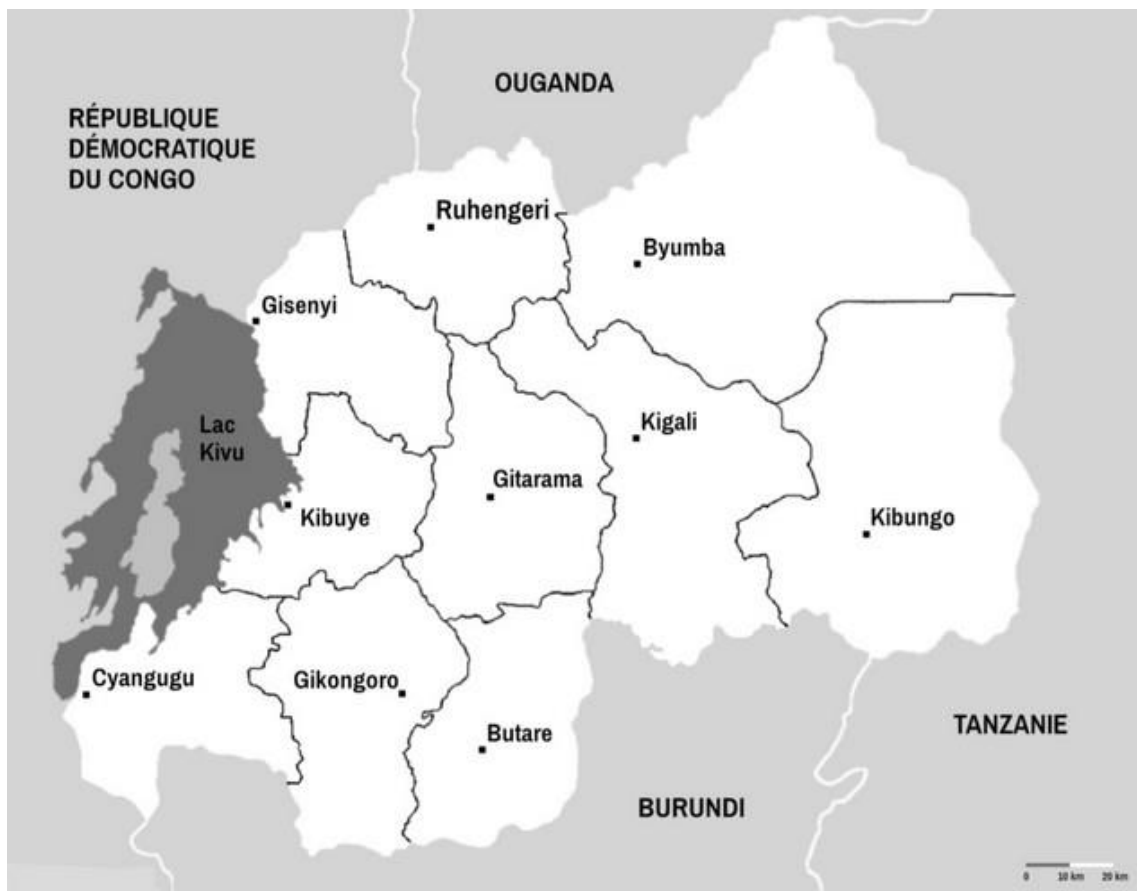 OUGANDA
RÉPUBLIQUE
DÉMOCRATIQUE
DU CONGO
Ruhengeri
Byumba
Gisenyi
Lac
Kivu
Kigali
Gitarama
Kibuye
Kibungo
Cyangugu
Gikongoro
Butare
TANZANIE
BURUNDI
0 10 km 20 km